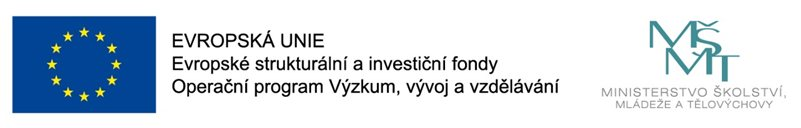 EVROPSKÁ UNIE
Evropské strukturální a investiční fondy
Operační program Výzkum, vývoj a vzdělávání
MŠMT
MINISTERSTVO ŠKOLSTVÍ,
MLÁDEŽE A TĚLOVÝCHOVY